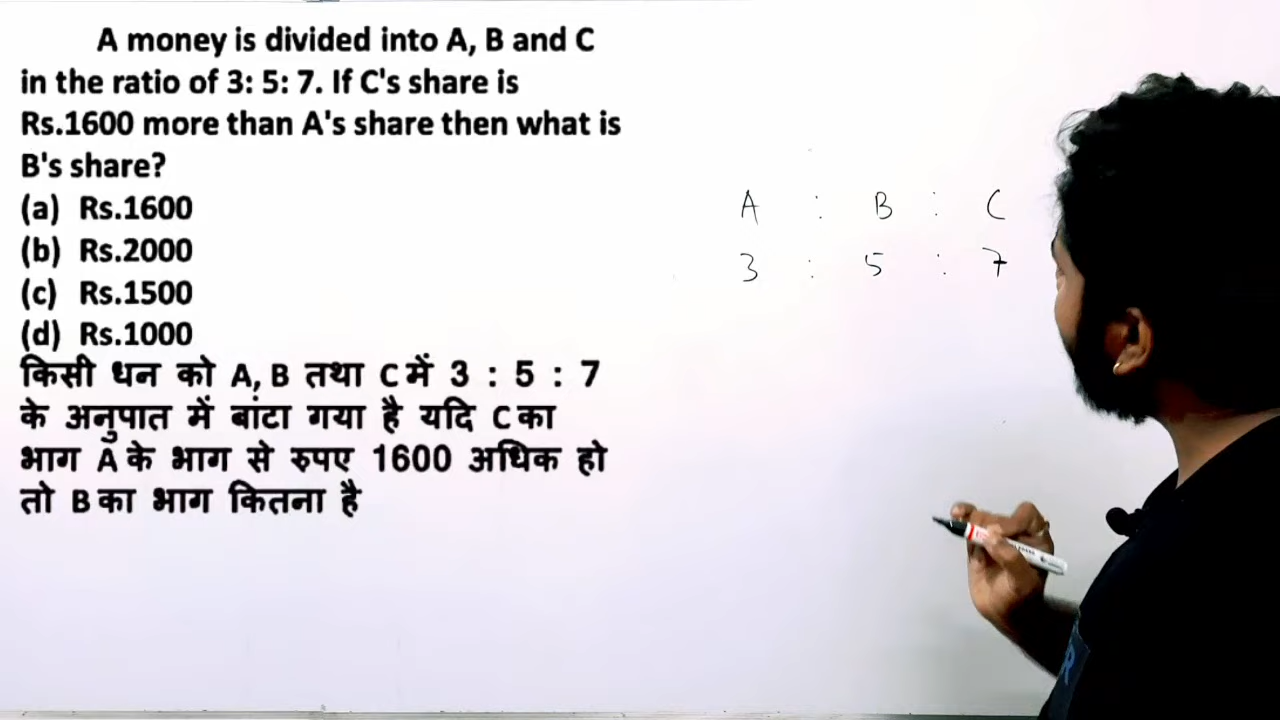 A money is divided into A, B and C
in the ratio of 3: 5: 7. If C's share is
Rs.1600 more than A's share then what is
B's share?
(a) Rs.1600
(b) Rs.2000
(c) Rs.1500
(d) Rs.1000
किसी धन को A, B तथा C में 3 : 5 : 7
के अनुपात में बांटा गया है यदि C का
भाग A के भाग से रुपए 1600 अधिक हो
तो B का भाग कितना है
A : B : C
3 : 5 : 7